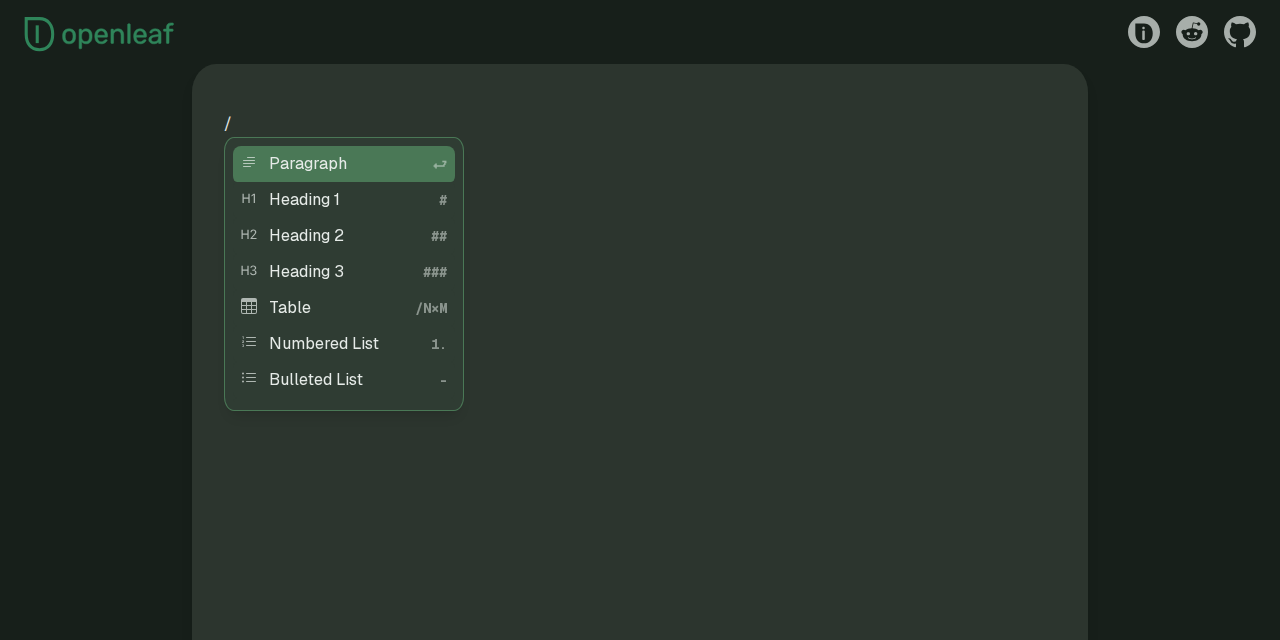 openleaf
/
Paragraph
H1 Heading 1 #
H2 Heading 2 ##
H3 Heading 3 ###
Table /N×M
Numbered List 1.
Bulleted List -